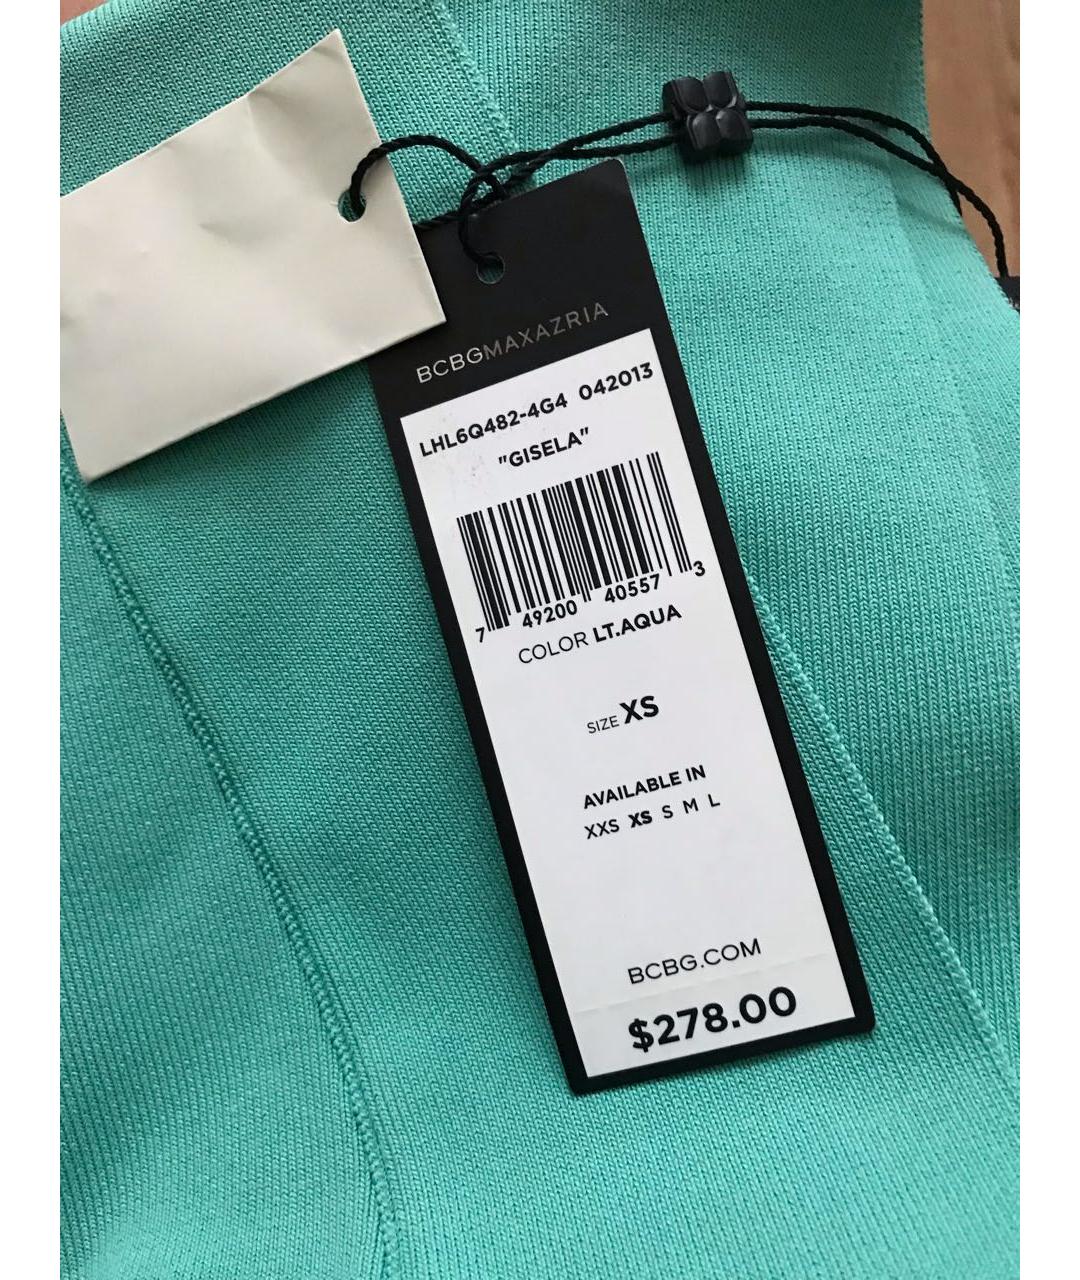 BCBGMAXAZRIA
LHL6Q482-4G4 042013
"GISELA"
7 49200 40557 3
COLOR LT.AQUA
SIZE XS
AVAILABLE IN
XXS XS S M L
BCBG.COM
$278.00